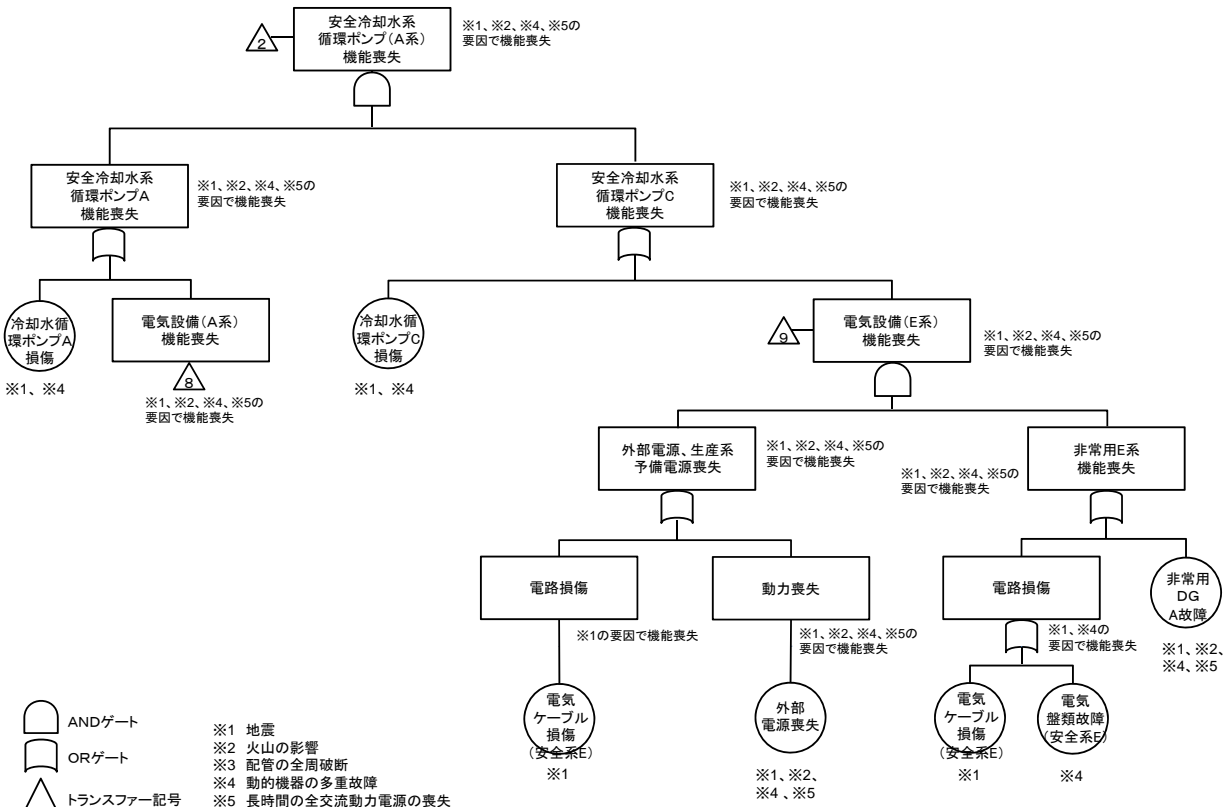 安全冷却水系
循環ポンプ(A系)
機能喪失
※1、※2、※4、※5の
要因で機能喪失
2
安全冷却水系
循環ポンプA
機能喪失
※1、※2、※4、※5の
要因で機能喪失
安全冷却水系
循環ポンプC
機能喪失
※1、※2、※4、※5の
要因で機能喪失
冷却水循
環ポンプA
損傷
※1、※4
電気設備(A系)
機能喪失
8
※1、※2、※4、※5の
要因で機能喪失
冷却水循
環ポンプC
損傷
※1、※4
9
電気設備(E系)
機能喪失
※1、※2、※4、※5の
要因で機能喪失
外部電源、生産系
予備電源喪失
※1、※2、※4、※5の
要因で機能喪失
※1、※2、※4、※5の
要因で機能喪失
非常用E系
機能喪失
電路損傷
※1の要因で機能喪失
動力喪失
※1、※2、※4、※5の
要因で機能喪失
電路損傷
※1、※4の
要因で機能喪失
非常用
DG
A故障
※1、※2、
※4、※5
電気
ケーブル
損傷
(安全系E)
※1
外部
電源喪失
※1、※2、
※4 、※5
電気
ケーブル
損傷
(安全系E)
※1
電気
盤類故障
(安全系E)
※4
ANDゲート
ORゲート
トランスファー記号
※1 地震
※2 火山の影響
※3 配管の全周破断
※4 動的機器の多重故障
※5 長時間の全交流動力電源の喪失